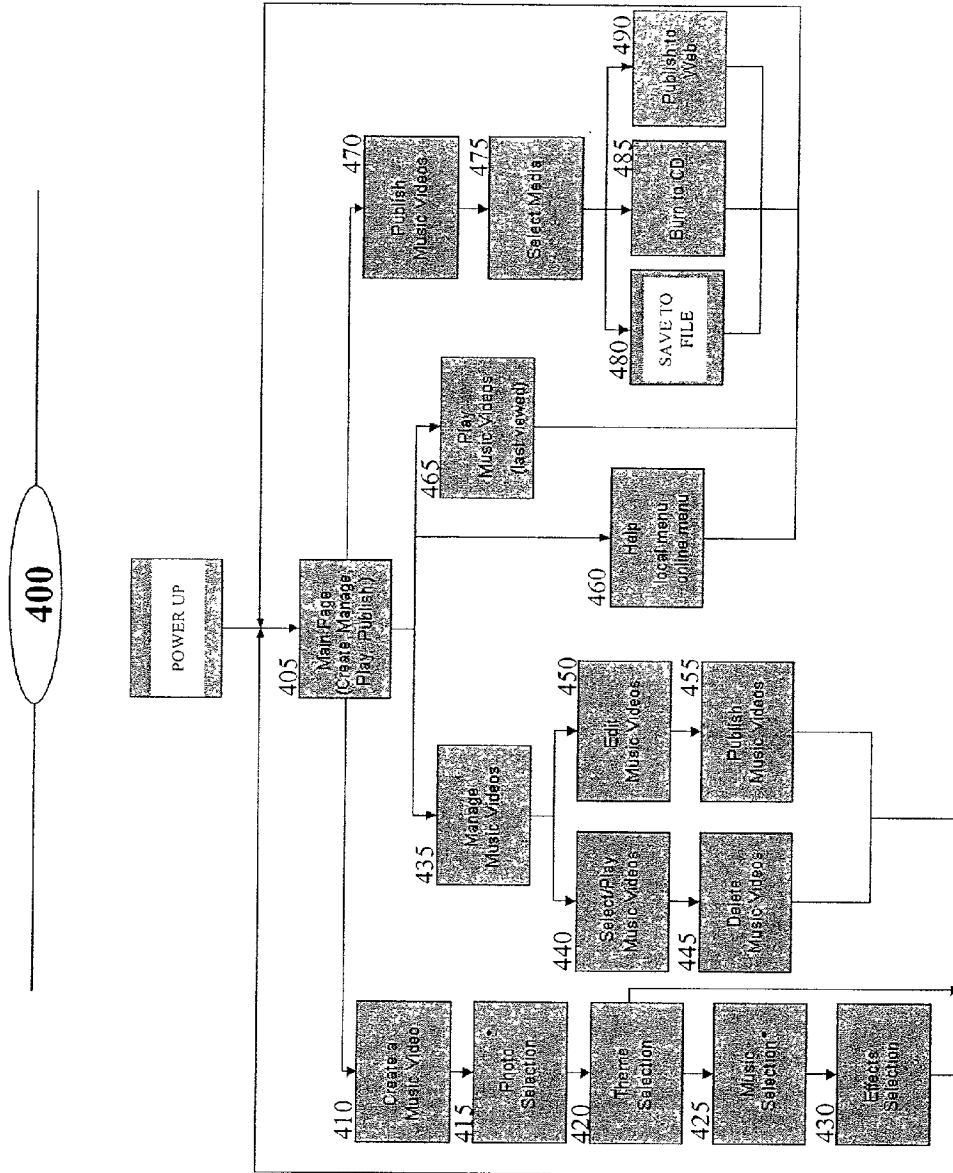 400
POWER UP
405
Main Page
(Create, Manage,
Play, Publish)
410
Create a
Music Video
415
Photo *
Selection
420
Theme
Selection
425
Music
Selection*
430
Effects
Selection
435
Manage
Music Videos
440
Select/Play
Music Videos
445
Delete
Music Videos
450
Edit
Music Videos
455
Publish
Music Videos
460
Help
local menu
online menu
465
Play
Music Videos
(last viewed)
470
Publish
Music Videos
475
Select Media
480
SAVE TO
FILE
485
Burn to CD
490
Publish to
Web